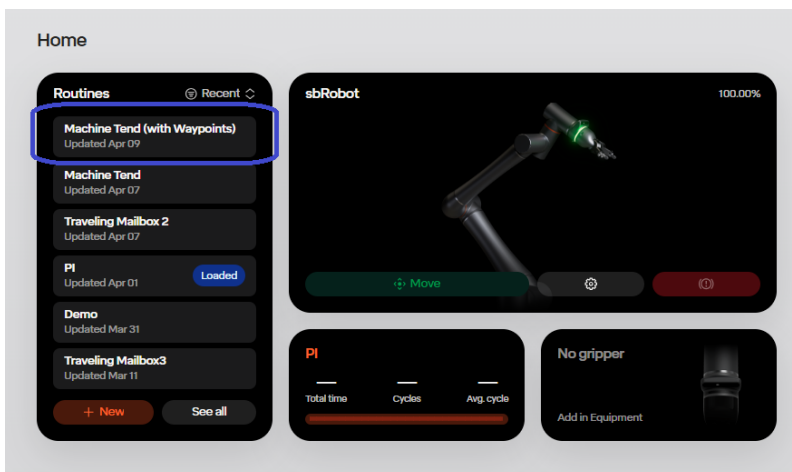 Home
Routines
Recent
Machine Tend (with Waypoints)
Updated Apr 09
Machine Tend
Updated Apr 07
Traveling Mailbox 2
Updated Apr 07
PI
Updated Apr 01
Loaded
Demo
Updated Mar 31
Traveling Mailbox3
Updated Mar 11
+ New
See all
sbRobot
100.00%
Move
PI
Total time
Cycles
Avg. cycle
No gripper
Add in Equipment